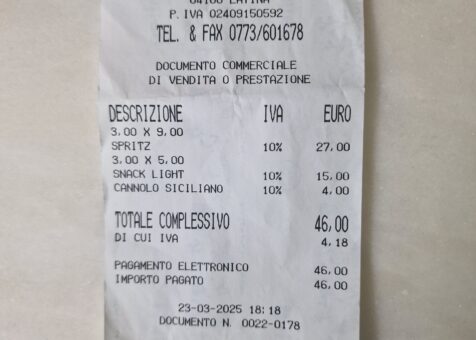 04100 LATINA
P. IVA 02409150592
TEL. & FAX 0773/601678
DOCUMENTO COMMERCIALE
DI VENDITA O PRESTAZIONE
DESCRIZIONE IVA EURO
3,00 X 9,00
SPRITZ 10% 27,00
3,00 X 5,00
SNACK LIGHT 10% 15,00
CANNOLO SICILIANO 10% 4,00
TOTALE COMPLESSIVO 46,00
DI CUI IVA 4,18
PAGAMENTO ELETTRONICO 46,00
IMPORTO PAGATO 46,00
23-03-2025 18:18
DOCUMENTO N. 0022-0178